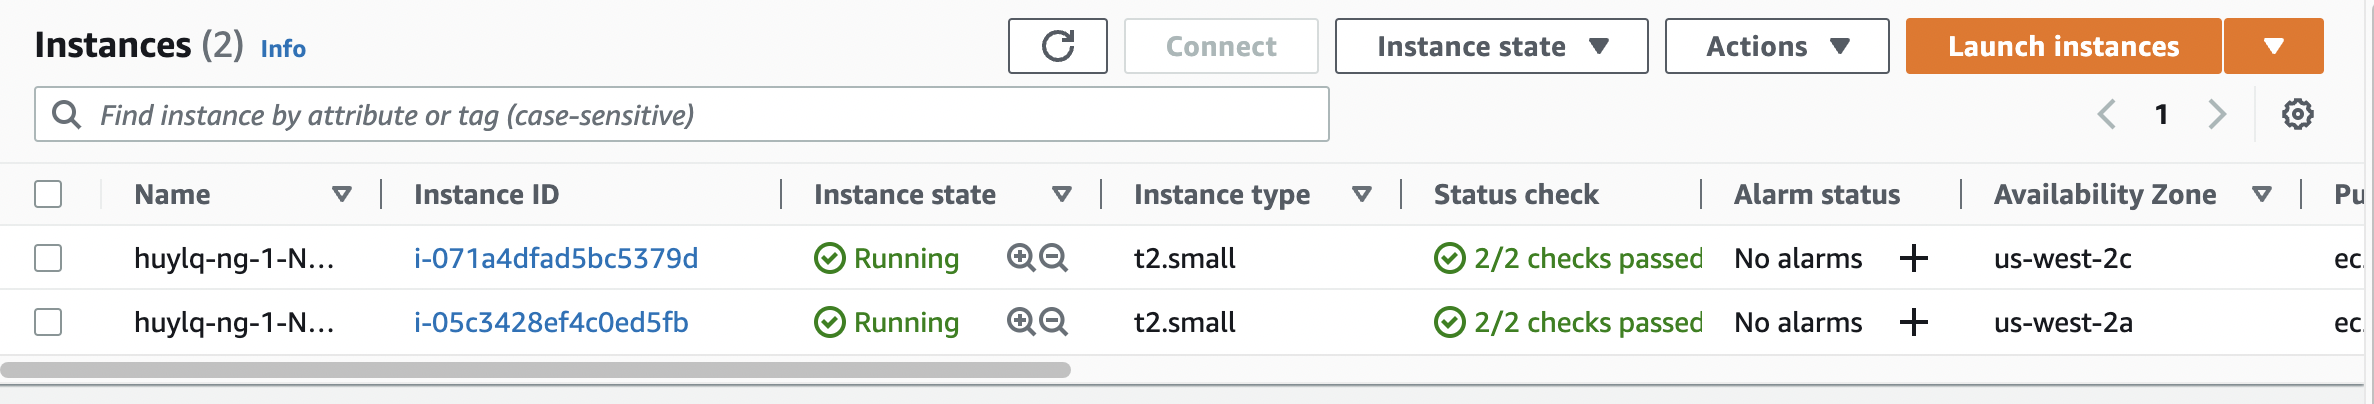 Instances (2) Info Connect Instance state Actions Launch instances
Find instance by attribute or tag (case-sensitive) 1
Name Instance ID Instance state Instance type Status check Alarm status Availability Zone Pu
huylq-ng-1-N... i-071a4dfad5bc5379d Running t2.small 2/2 checks passed No alarms + us-west-2c ec
huylq-ng-1-N... i-05c3428ef4c0ed5fb Running t2.small 2/2 checks passed No alarms + us-west-2a ec